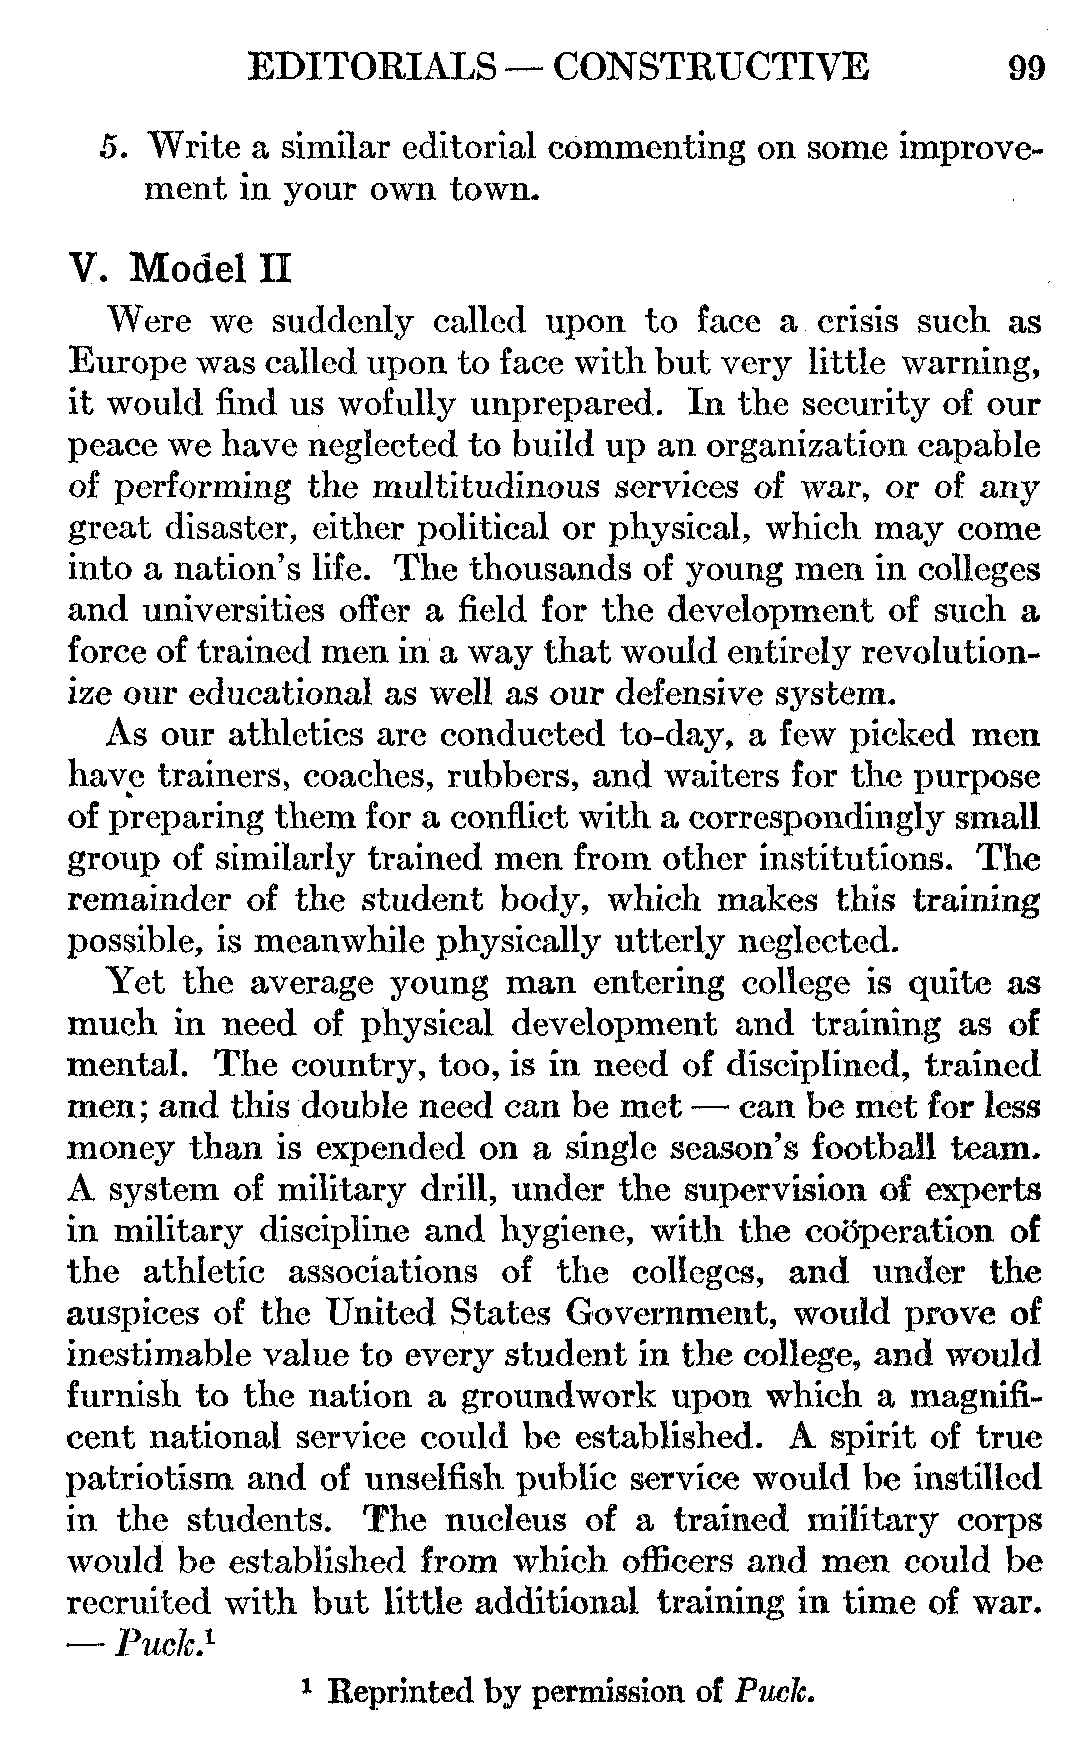 EDITORIALS — CONSTRUCTIVE 99
5. Write a similar editorial commenting on some improve-
ment in your own town.
V. Model II
Were we suddenly called upon to face a crisis such as
Europe was called upon to face with but very little warning,
it would find us wofully unprepared. In the security of our
peace we have neglected to build up an organization capable
of performing the multitudinous services of war, or of any
great disaster, either political or physical, which may come
into a nation's life. The thousands of young men in colleges
and universities offer a field for the development of such a
force of trained men in a way that would entirely revolution-
ize our educational as well as our defensive system.
As our athletics are conducted to-day, a few picked men
have trainers, coaches, rubbers, and waiters for the purpose
of preparing them for a conflict with a correspondingly small
group of similarly trained men from other institutions. The
remainder of the student body, which makes this training
possible, is meanwhile physically utterly neglected.
Yet the average young man entering college is quite as
much in need of physical development and training as of
mental. The country, too, is in need of disciplined, trained
men; and this double need can be met — can be met for less
money than is expended on a single season's football team.
A system of military drill, under the supervision of experts
in military discipline and hygiene, with the coöperation of
the athletic associations of the colleges, and under the
auspices of the United States Government, would prove of
inestimable value to every student in the college, and would
furnish to the nation a groundwork upon which a magnifi-
cent national service could be established. A spirit of true
patriotism and of unselfish public service would be instilled
in the students. The nucleus of a trained military corps
would be established from which officers and men could be
recruited with but little additional training in time of war.
— Puck.¹
¹ Reprinted by permission of Puck.